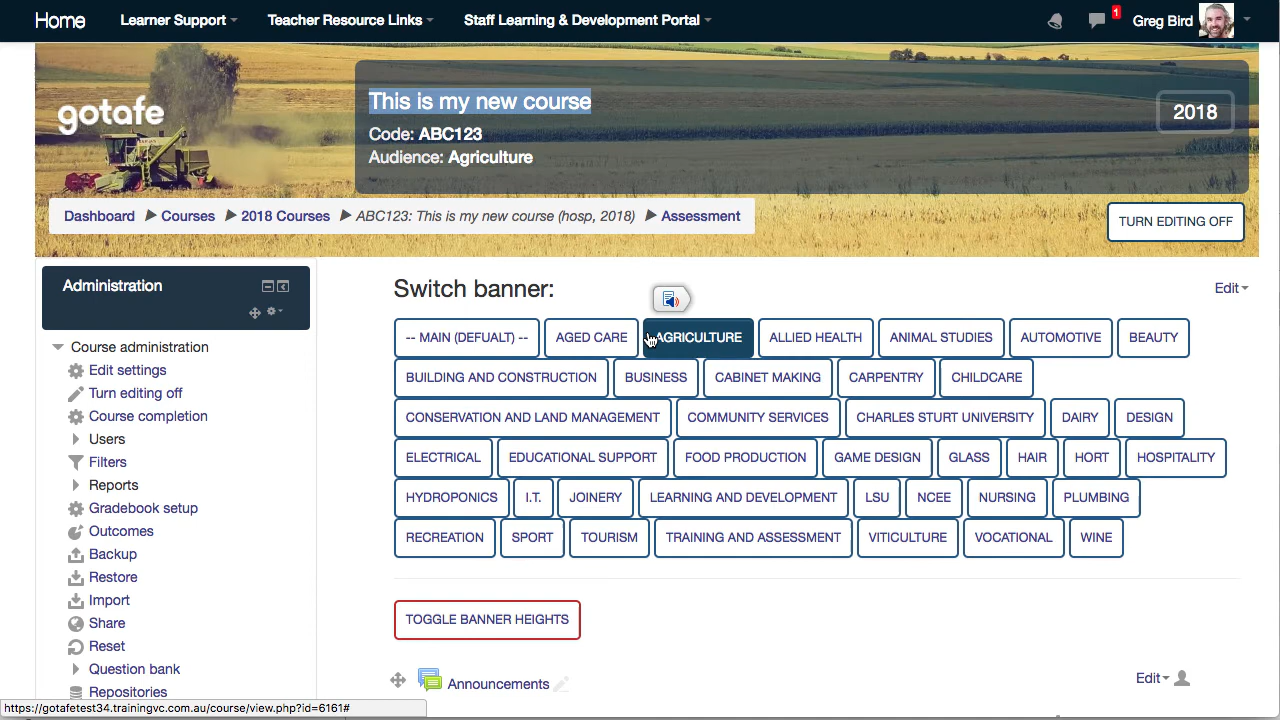 Home Learner Support Teacher Resource Links Staff Learning & Development Portal 1 Greg Bird
gotafe
This is my new course
Code: ABC123
Audience: Agriculture
2018
Dashboard Courses 2018 Courses ABC123: This is my new course (hosp, 2018) Assessment
TURN EDITING OFF
Administration
Course administration
Edit settings
Turn editing off
Course completion
Users
Filters
Reports
Gradebook setup
Outcomes
Backup
Restore
Import
Share
Reset
Question bank
Repositories
Switch banner:
Edit
-- MAIN (DEFUALT) -- AGED CARE AGRICULTURE ALLIED HEALTH ANIMAL STUDIES AUTOMOTIVE BEAUTY
BUILDING AND CONSTRUCTION BUSINESS CABINET MAKING CARPENTRY CHILDCARE
CONSERVATION AND LAND MANAGEMENT COMMUNITY SERVICES CHARLES STURT UNIVERSITY DAIRY DESIGN
ELECTRICAL EDUCATIONAL SUPPORT FOOD PRODUCTION GAME DESIGN GLASS HAIR HORT HOSPITALITY
HYDROPONICS I.T. JOINERY LEARNING AND DEVELOPMENT LSU NCEE NURSING PLUMBING
RECREATION SPORT TOURISM TRAINING AND ASSESSMENT VITICULTURE VOCATIONAL WINE
TOGGLE BANNER HEIGHTS
Announcements Edit
https://gotafetest34.trainingvc.com.au/course/view.php?id=6161#